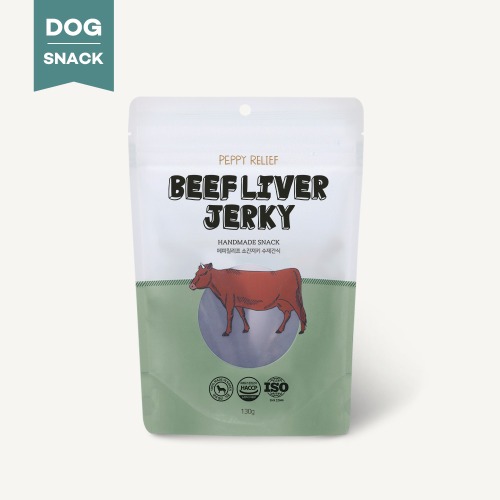 DOG
SNACK
PEPPY RELIEF
BEEF LIVER
JERKY
HANDMADE SNACK
페피릴리프 소간져키 수제간식
HACCP
ISO
130g